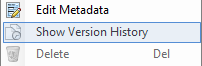 Edit Metadata
Show Version History
Delete Del